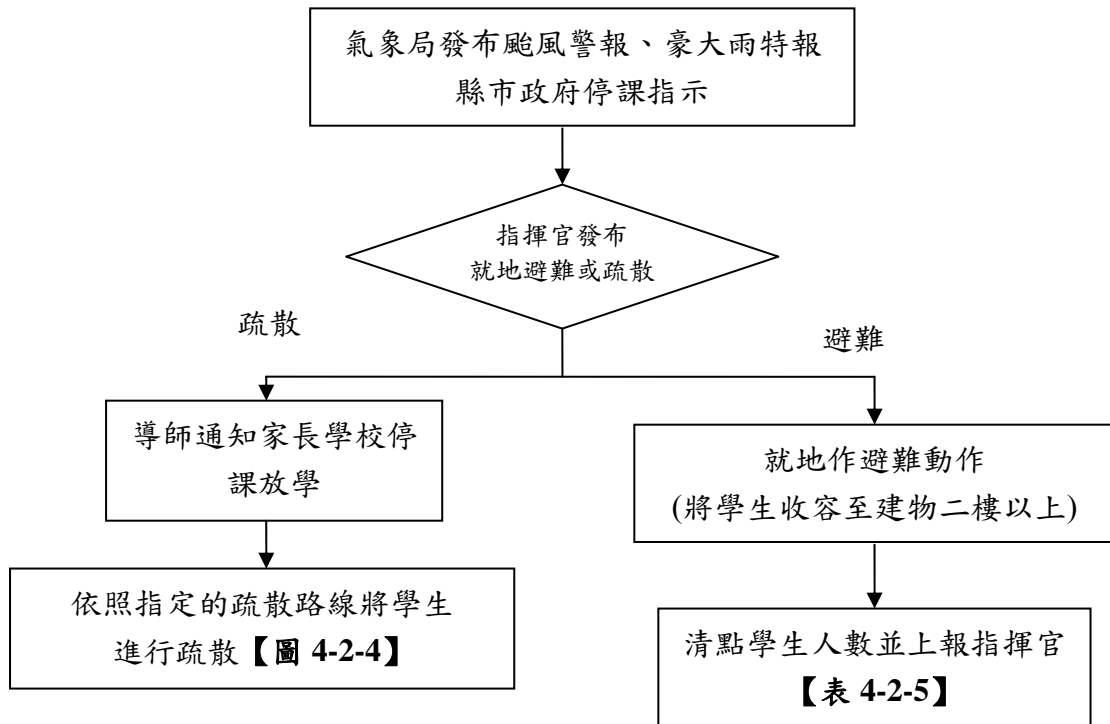 氣象局發布颱風警報、豪大雨特報
縣市政府停課指示
指揮官發布
就地避難或疏散
疏散
避難
導師通知家長學校停
課放學
就地作避難動作
(將學生收容至建物二樓以上)
依照指定的疏散路線將學生
進行疏散【圖 4-2-4】
清點學生人數並上報指揮官
【表 4-2-5】